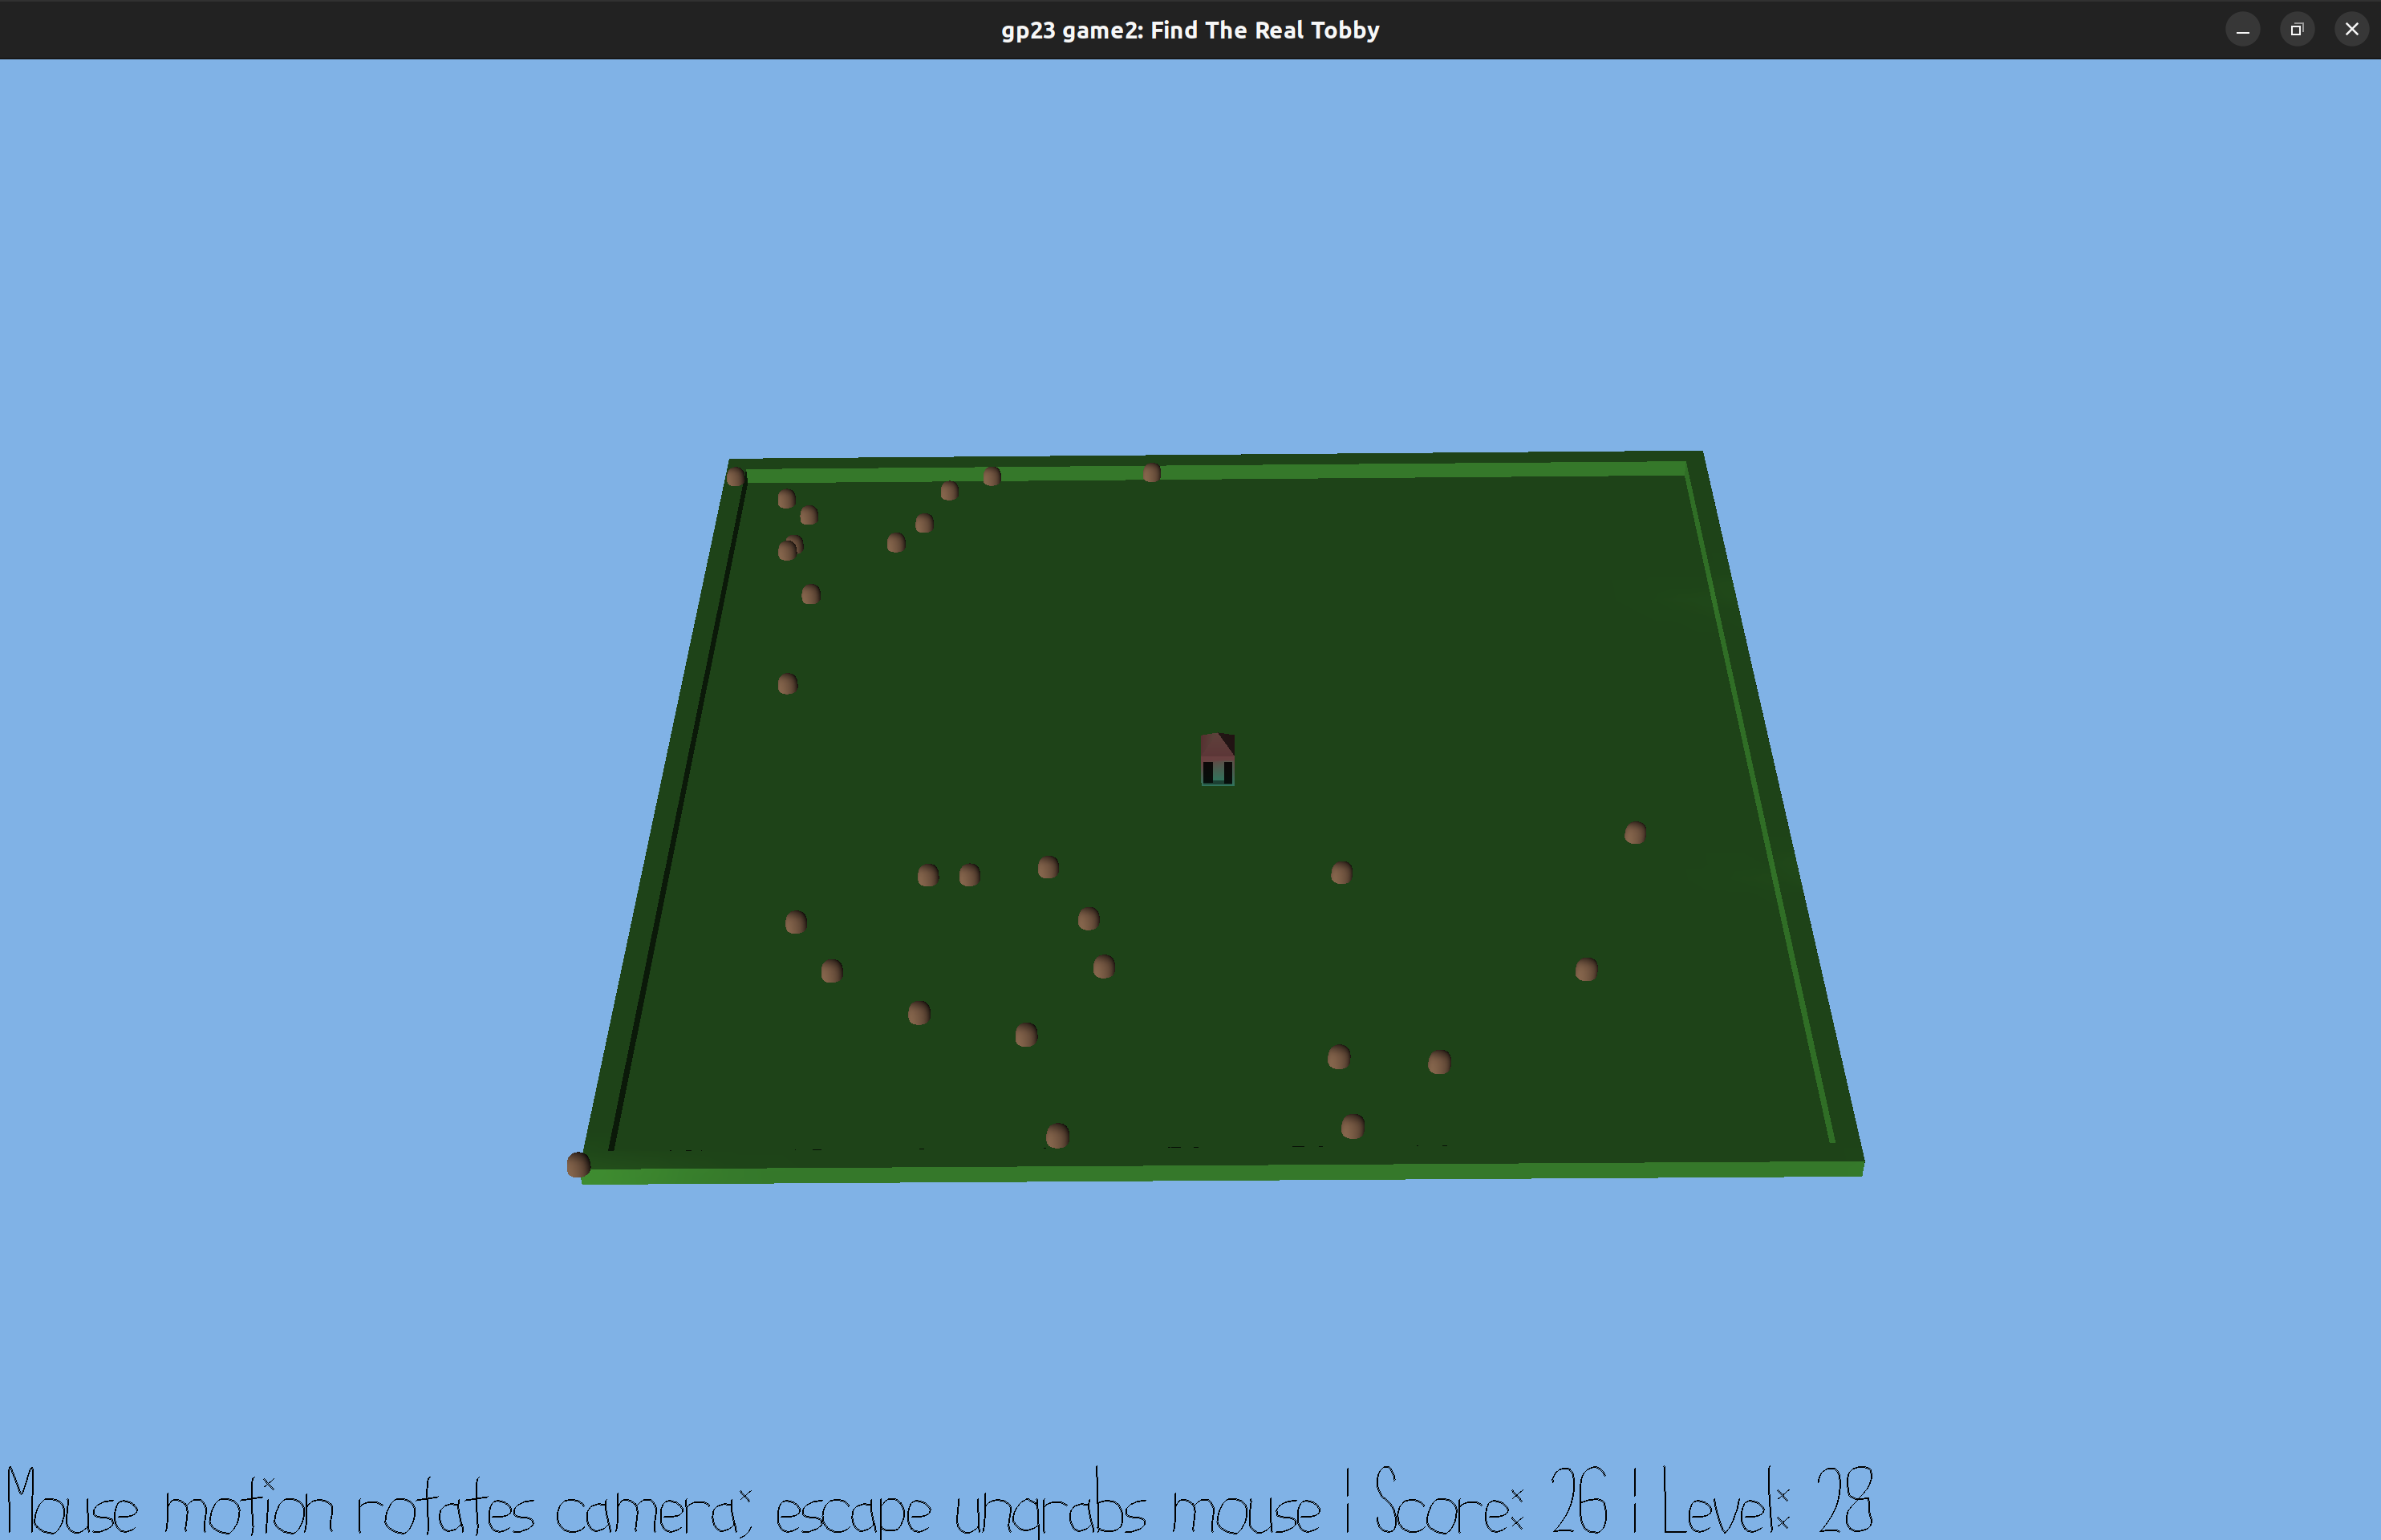 gp23 game2: Find The Real Tobby
Mouse motion rotates camera; escape ungrabs mouse | Score: 26 | Level: 28